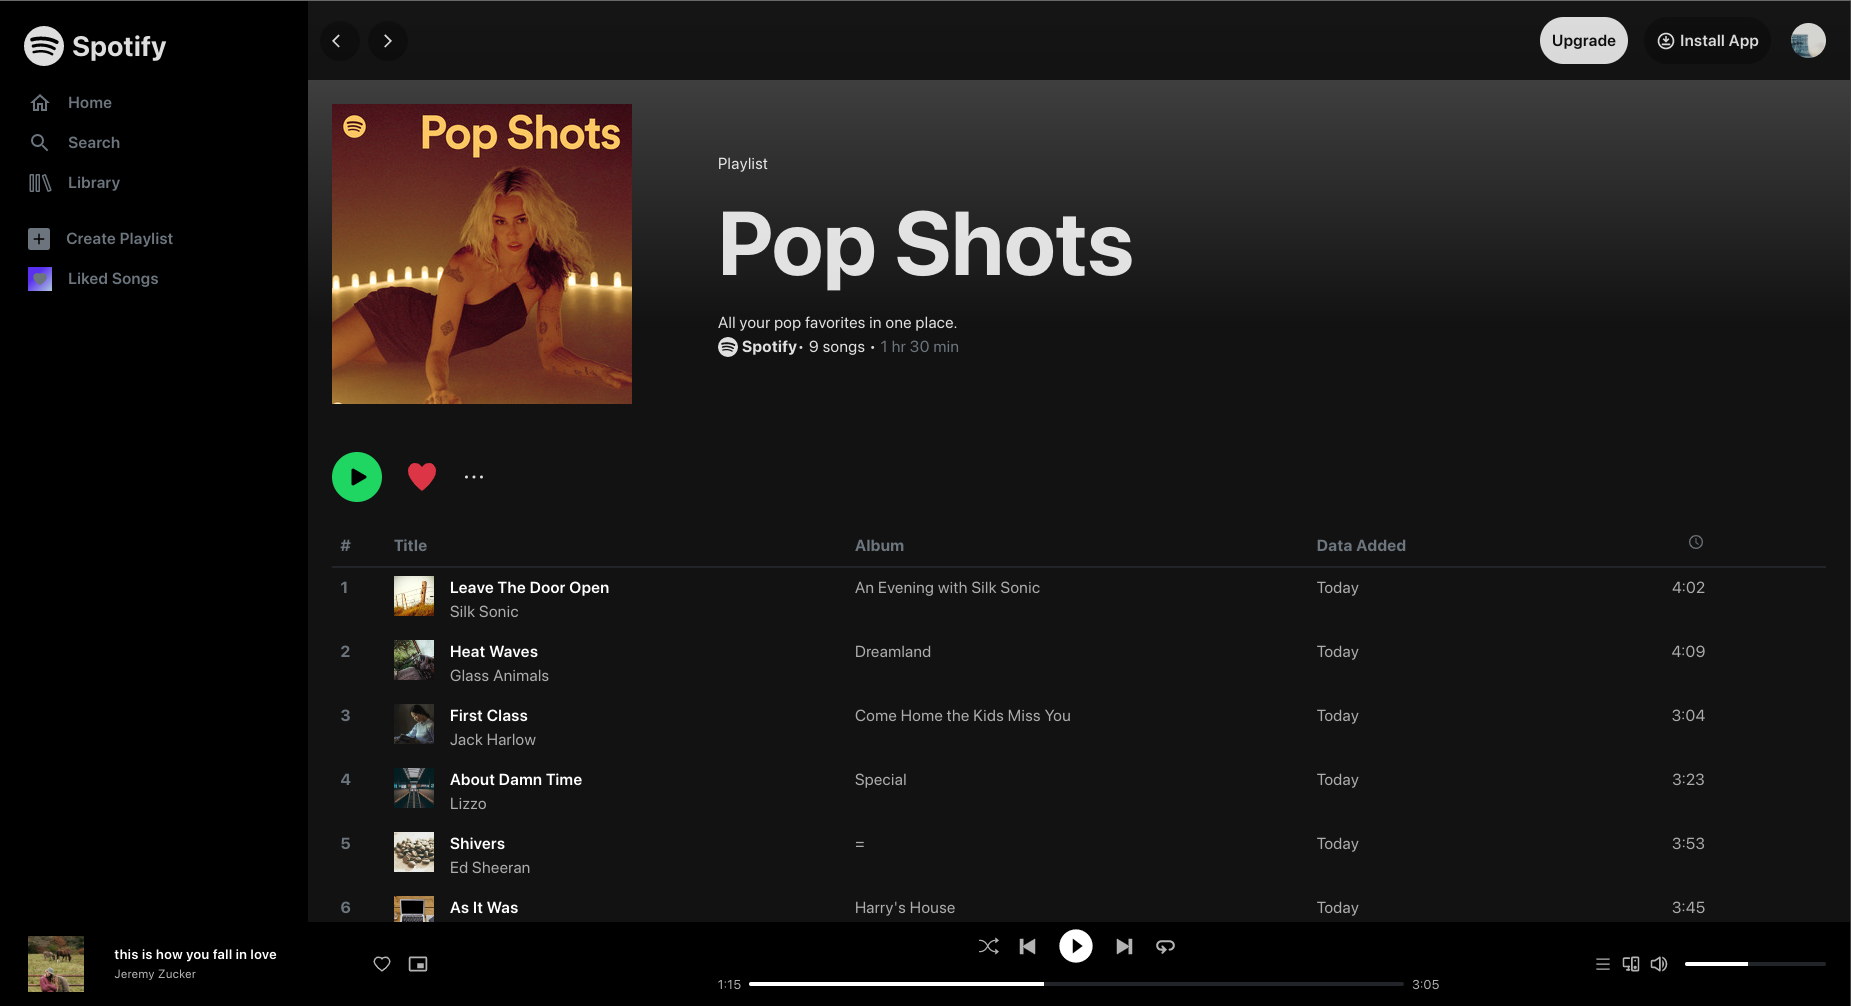 Spotify
Home
Search
Library
Create Playlist
Liked Songs
Upgrade
Install App
Pop Shots
Playlist
Pop Shots
All your pop favorites in one place.
Spotify• 9 songs • 1 hr 30 min
# Title Album Data Added
1 Leave The Door Open An Evening with Silk Sonic Today 4:02
Silk Sonic
2 Heat Waves Dreamland Today 4:09
Glass Animals
3 First Class Come Home the Kids Miss You Today 3:04
Jack Harlow
4 About Damn Time Special Today 3:23
Lizzo
5 Shivers = Today 3:53
Ed Sheeran
6 As It Was Harry's House Today 3:45
this is how you fall in love
Jeremy Zucker
1:15 3:05